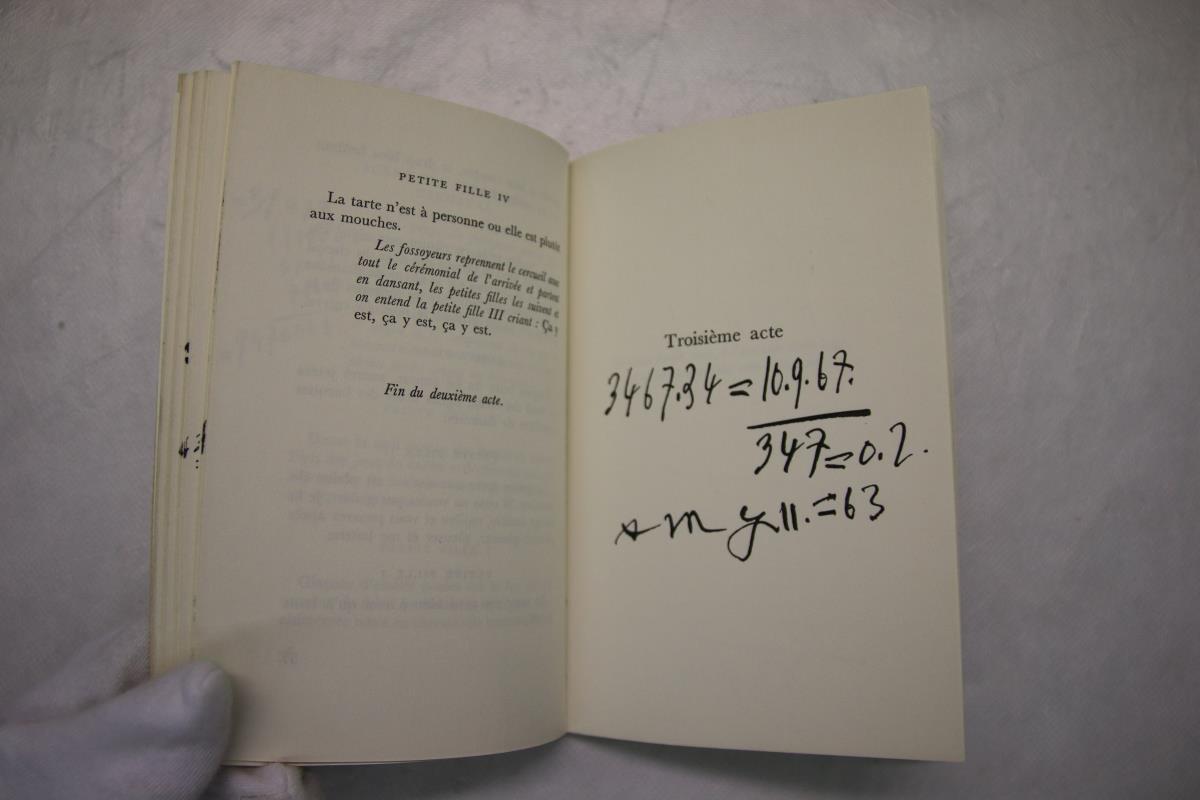 PETITE FILLE IV
La tarte n'est à personne ou elle est plutôt
aux mouches.
Les fossoyeurs reprennent le cercueil avec
tout le cérémonial de l'arrivée et partent
en dansant, les petites filles les suivent et
on entend la petite fille III criant : Ça y
est, ça y est, ça y est.
Fin du deuxième acte.
Troisième acte
3467.34=10.9.67.
347=0.2.
m y 11.=63